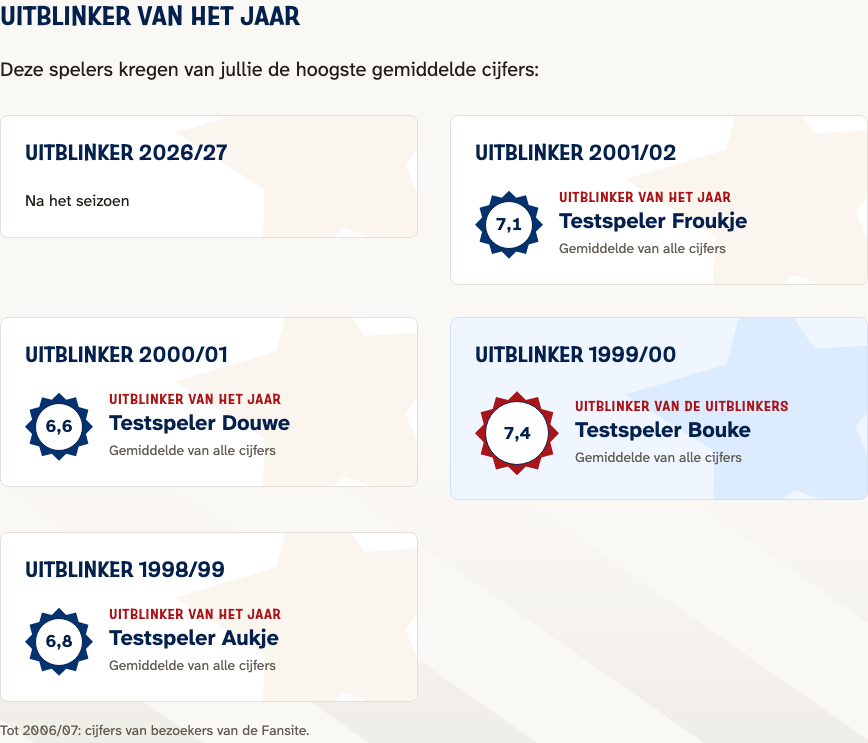 UITBLINKER VAN HET JAAR
Deze spelers kregen van jullie de hoogste gemiddelde cijfers:
UITBLINKER 2026/27
Na het seizoen
UITBLINKER 2001/02
7,1
UITBLINKER VAN HET JAAR
Testspeler Froukje
Gemiddelde van alle cijfers
UITBLINKER 2000/01
6,6
UITBLINKER VAN HET JAAR
Testspeler Douwe
Gemiddelde van alle cijfers
UITBLINKER 1999/00
7,4
UITBLINKER VAN DE UITBLINKERS
Testspeler Bouke
Gemiddelde van alle cijfers
UITBLINKER 1998/99
6,8
UITBLINKER VAN HET JAAR
Testspeler Aukje
Gemiddelde van alle cijfers
Tot 2006/07: cijfers van bezoekers van de Fansite.